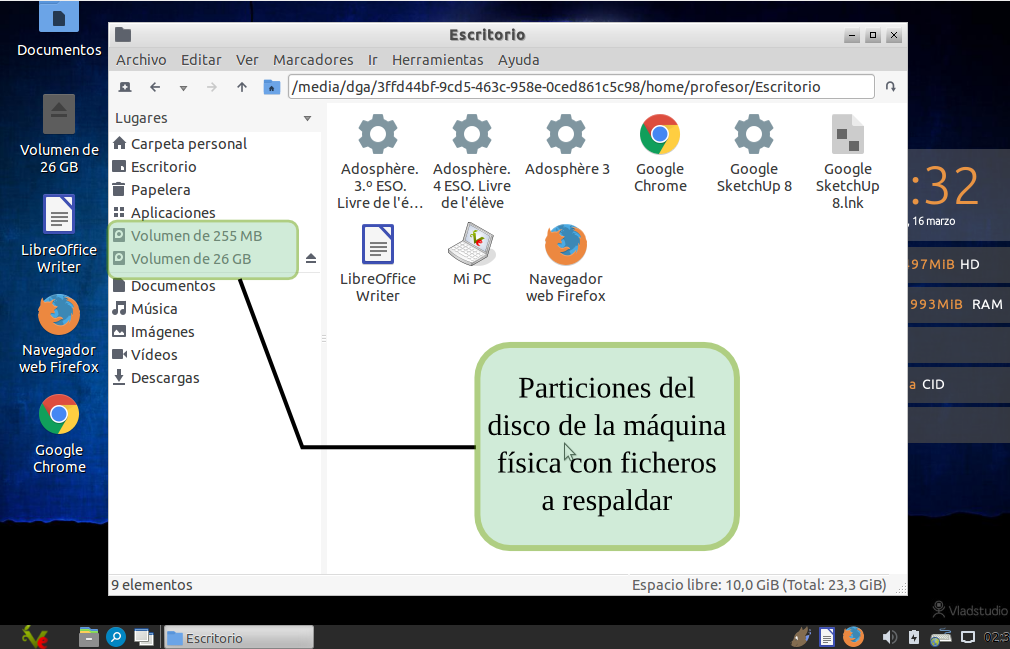 Documentos
Volumen de
26 GB
LibreOffice
Writer
Navegador
web Firefox
Google
Chrome
Escritorio
Archivo Editar Ver Marcadores Ir Herramientas Ayuda
/media/dga/3ffd44bf-9cd5-463c-958e-0ced861c5c98/home/profesor/Escritorio
Lugares
Carpeta personal
Escritorio
Papelera
Aplicaciones
Volumen de 255 MB
Volumen de 26 GB
Documentos
Música
Imágenes
Vídeos
Descargas
Adosphère.
3.º ESO.
Livre de l'é...
Adosphère.
4 ESO. Livre
de l'élève
Adosphère 3
Google
Chrome
Google
SketchUp 8
Google
SketchUp
8.lnk
LibreOffice
Writer
Mi PC
Navegador
web Firefox
Particiones del
disco de la máquina
física con ficheros
a respaldar
9 elementos
Espacio libre: 10,0 GiB (Total: 23,3 GiB)
:32
, 16 marzo
97MIB HD
993MIB RAM
a CID
Vladstudio
Escritorio
02:3